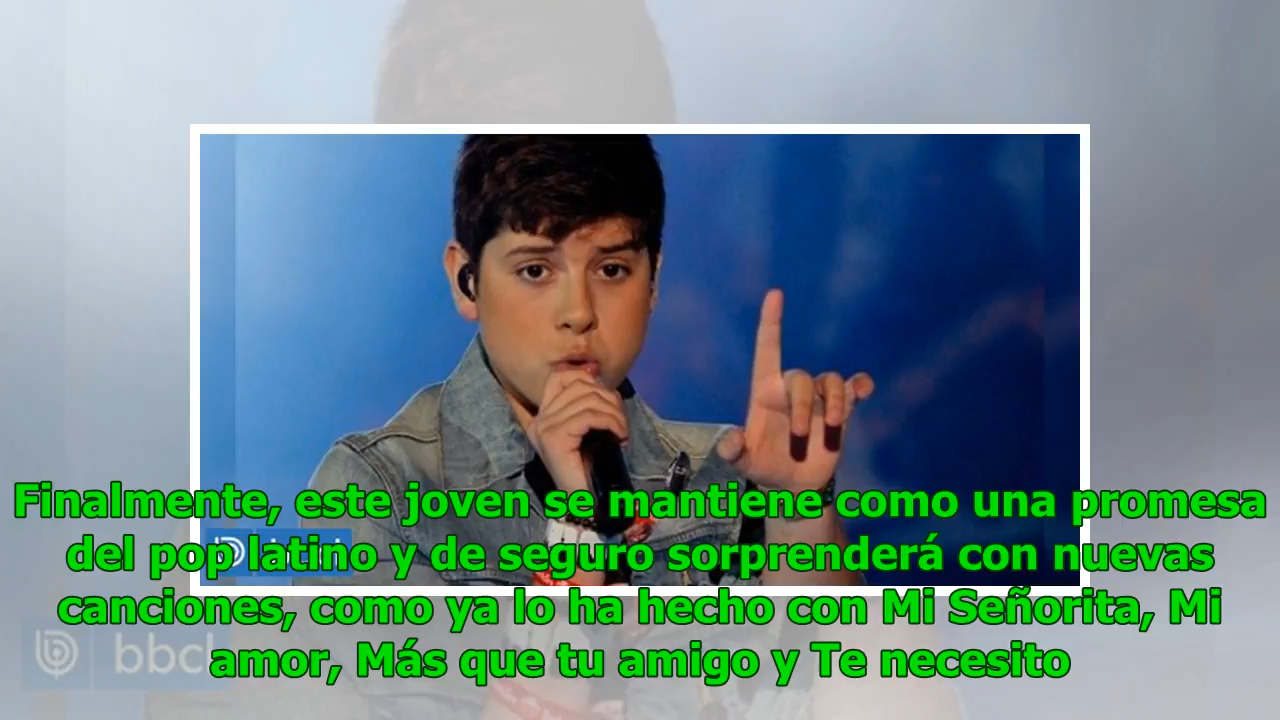 Finalmente, este joven se mantiene como una promesa
del pop latino y de seguro sorprenderá con nuevas
canciones, como ya lo ha hecho con Mi Señorita, Mi
amor, Más que tu amigo y Te necesito
bbcl